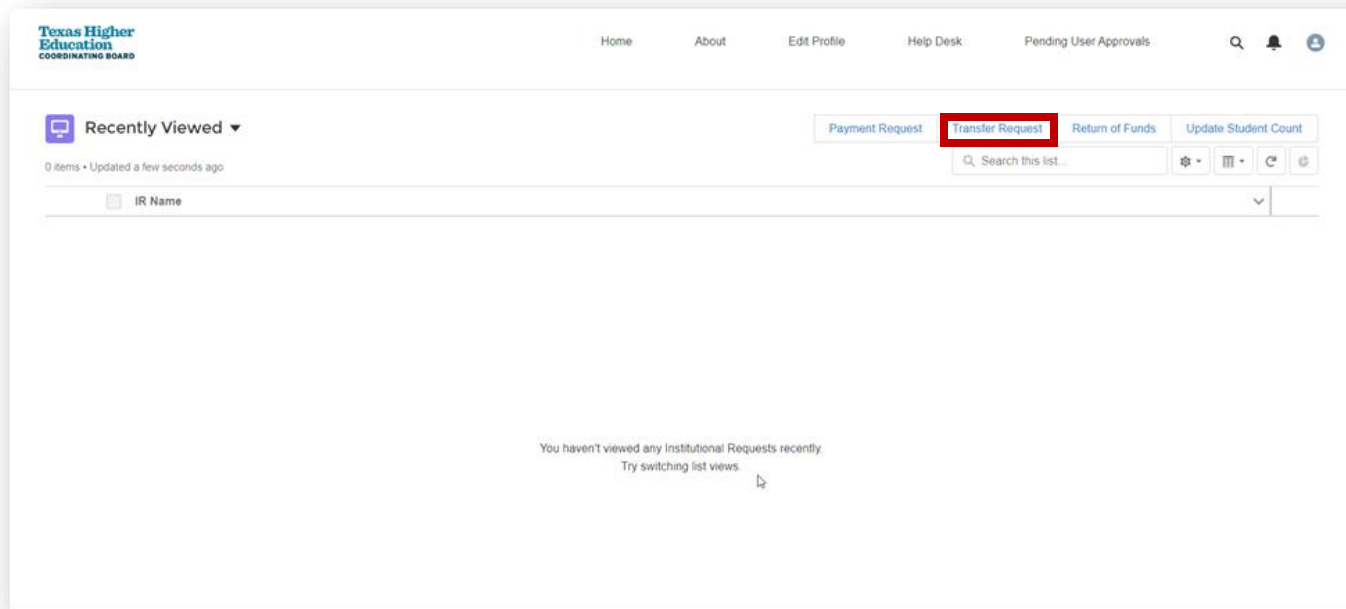 Texas Higher
Education
COORDINATING BOARD
Home About Edit Profile Help Desk Pending User Approvals
Recently Viewed
Payment Request Transfer Request Return of Funds Update Student Count
0 items • Updated a few seconds ago
Search this list...
IR Name
You haven't viewed any Institutional Requests recently.
Try switching list views.